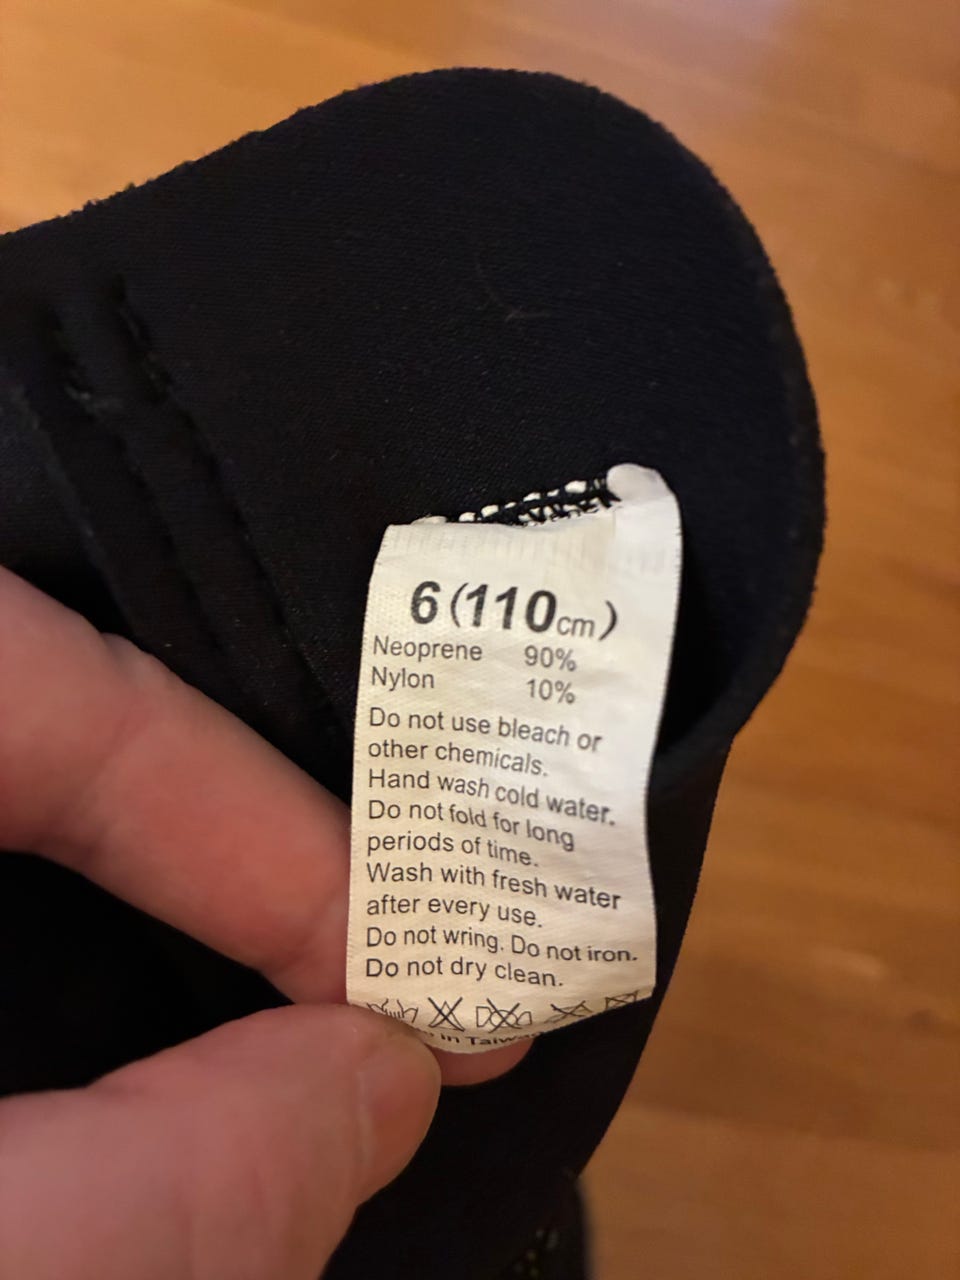 6 (110cm)
Neoprene 90%
Nylon 10%
Do not use bleach or
other chemicals.
Hand wash cold water.
Do not fold for long
periods of time.
Wash with fresh water
after every use.
Do not wring. Do not iron.
Do not dry clean.
in Taiwan